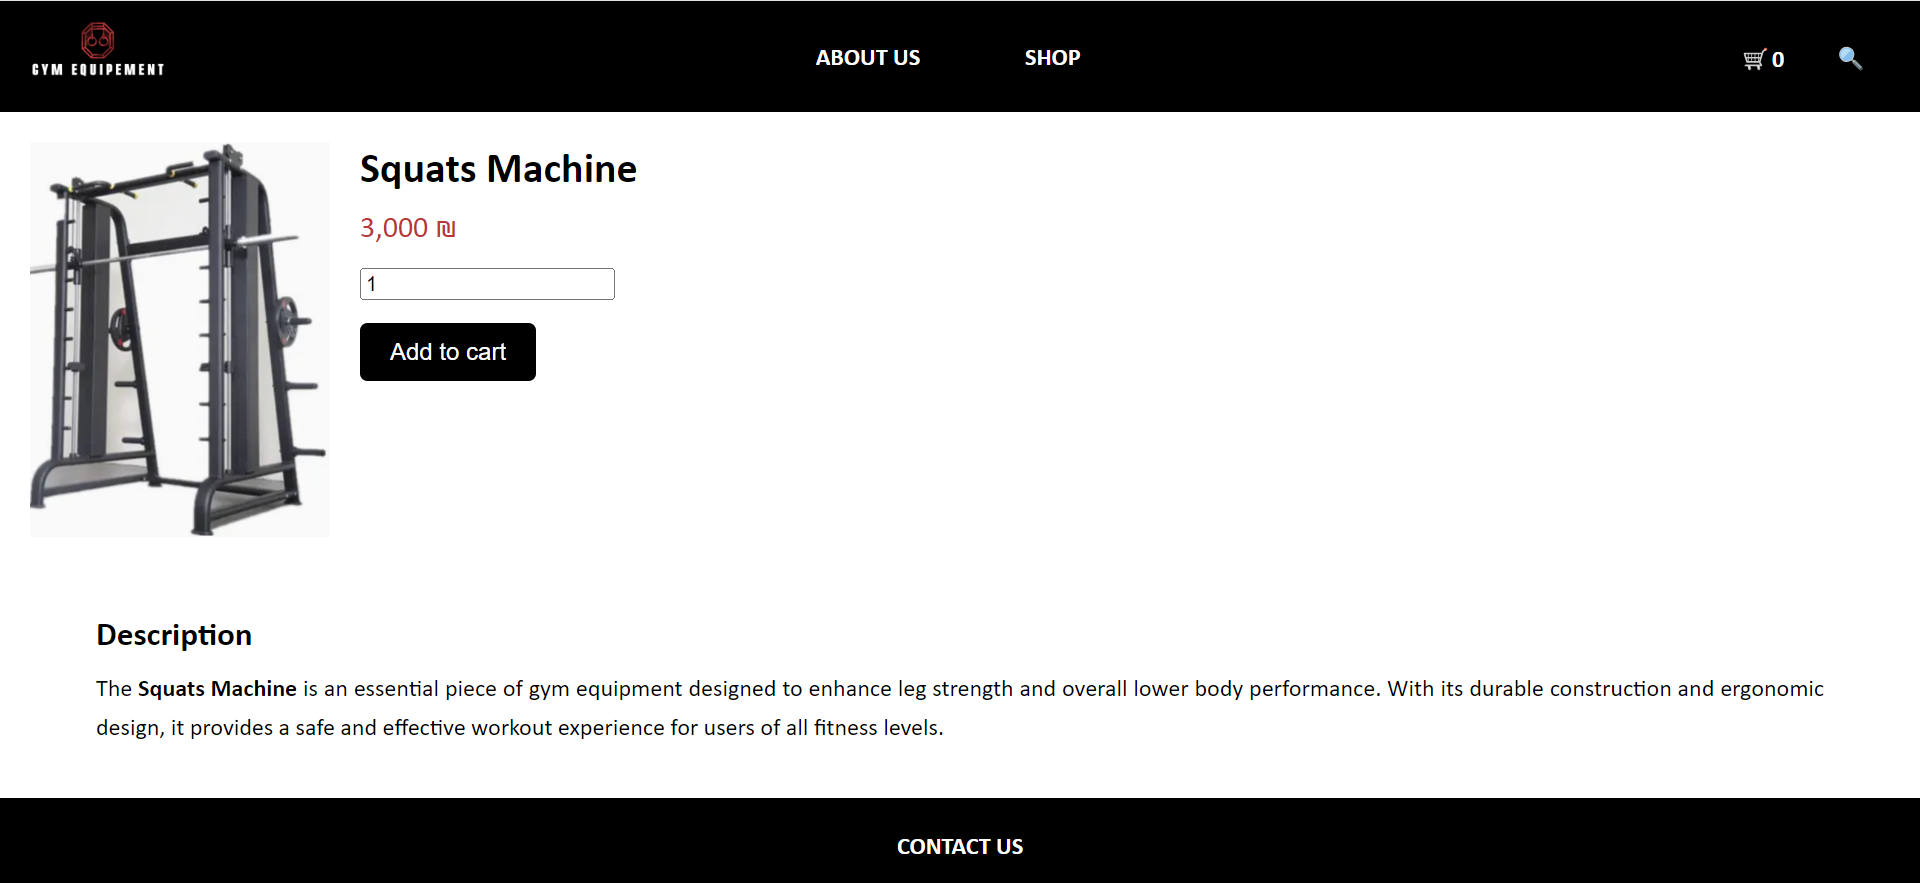 GYM EQUIPEMENT
ABOUT US
SHOP
0
Squats Machine
3,000 ₪
1
Add to cart
Description
The Squats Machine is an essential piece of gym equipment designed to enhance leg strength and overall lower body performance. With its durable construction and ergonomic
design, it provides a safe and effective workout experience for users of all fitness levels.
CONTACT US